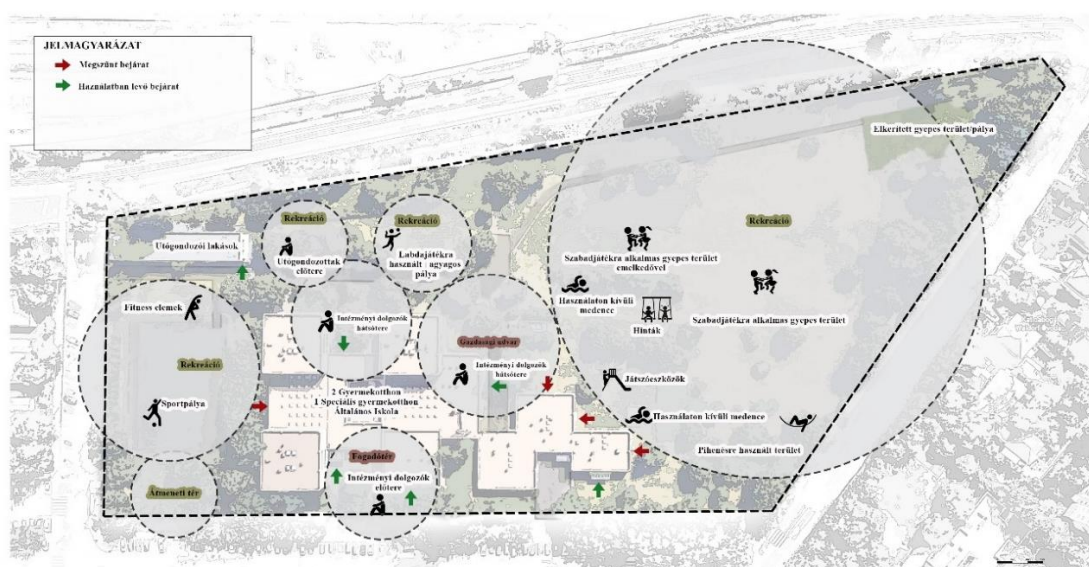 JELMAGYARÁZAT
Megszűnt bejárat
Használatban levő bejárat
Elkerített gyepes terület/pálya
Rekreáció
Rekreáció
Rekreáció
Utógondozói lakások
Utógondozottak
előtere
Labdajátékra
használt agyagos
pálya
Szabadjátékra alkalmas gyepes terület
emelkedővel
Használaton kívüli
medence
Hinták
Szabadjátékra alkalmas gyepes terület
Fitness elemek
Intézményi dolgozók
hátsótere
Gazdasági udvar
Rekreáció
Intézményi dolgozók
hátsótere
Játszóeszközök
2 Gyermekotthon
1 Speciális gyermekotthon
Általános Iskola
Sportpálya
Használaton kívüli medence
Pihenésre használt terület
Fogadótér
Intézményi dolgozók
előtere
Átmeneti tér